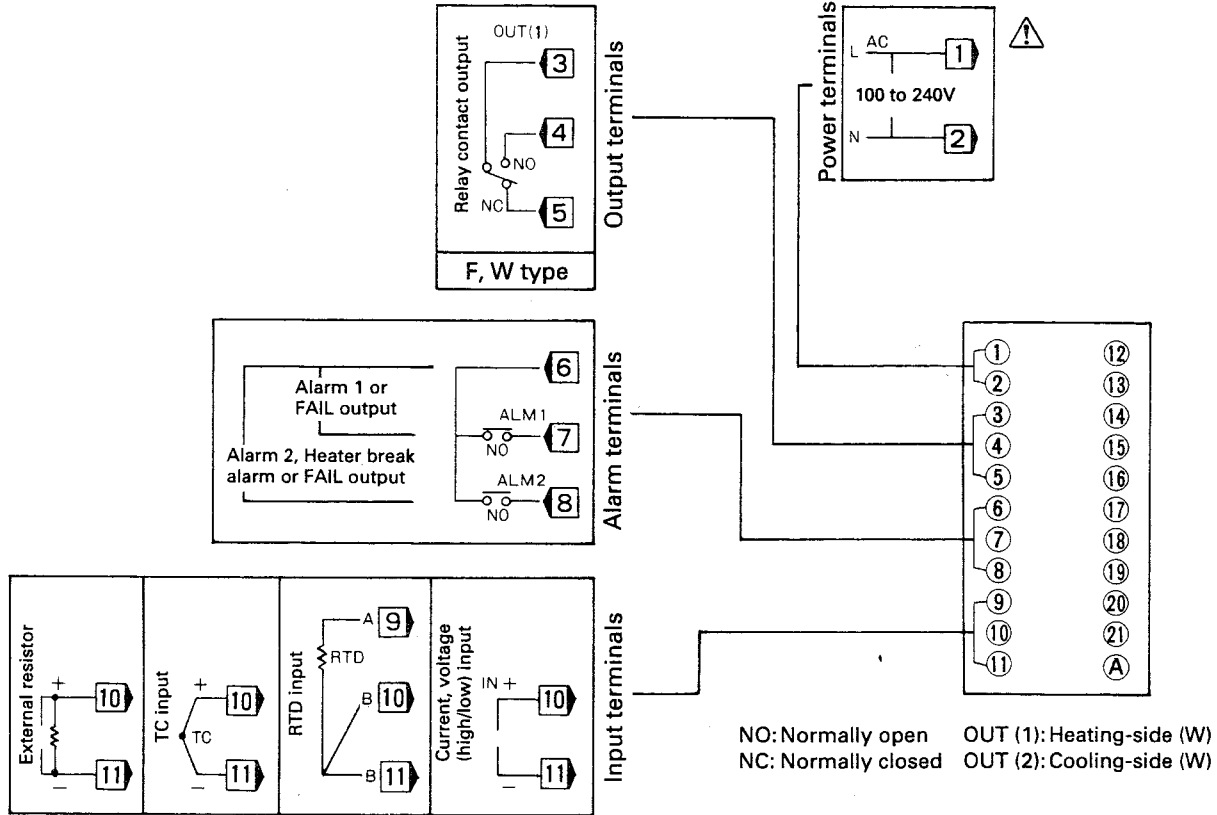 OUT(1)
Relay contact output
3
4
NO
NC
5
F, W type
Output terminals
Power terminals
L
AC
1
100 to 240V
N
2
Alarm 1 or
FAIL output
Alarm 2, Heater break
alarm or FAIL output
6
ALM1
7
NO
ALM2
8
NO
Alarm terminals
External resistor
+
10
11
−
TC input
+
10
TC
11
−
RTD input
A 9
RTD
B 10
B 11
Current, voltage
(high/low) input
IN +
10
11
−
Input terminals
1 12
2 13
3 14
4 15
5 16
6 17
7 18
8 19
9 20
10 21
11 A
NO: Normally open OUT (1): Heating-side (W)
NC: Normally closed OUT (2): Cooling-side (W)